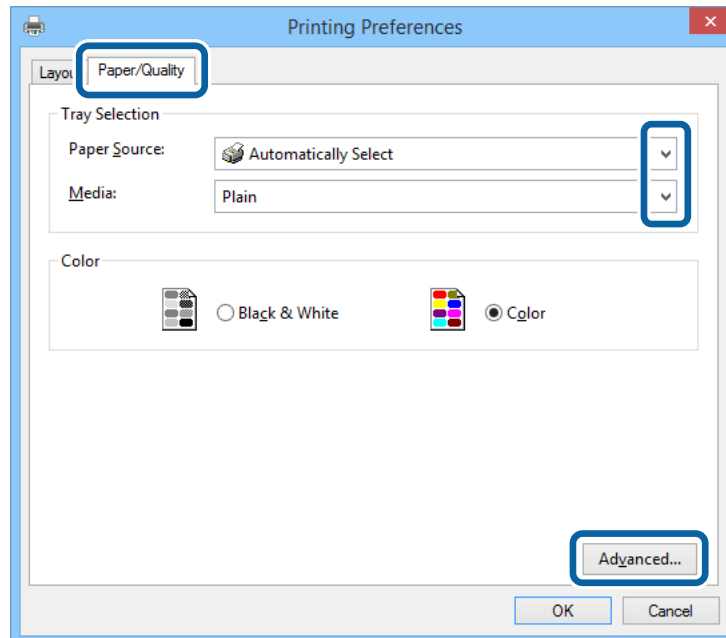 Printing Preferences
Layou
Paper/Quality
Tray Selection
Paper Source:
Automatically Select
Media:
Plain
Color
Black & White
Color
Advanced...
OK
Cancel